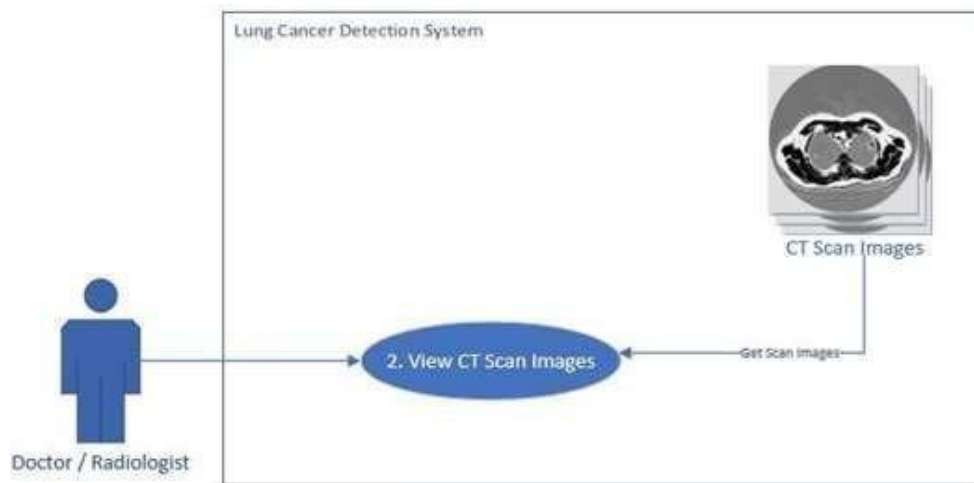 Lung Cancer Detection System
CT Scan Images
2. View CT Scan Images
Get Scan Images
Doctor / Radiologist